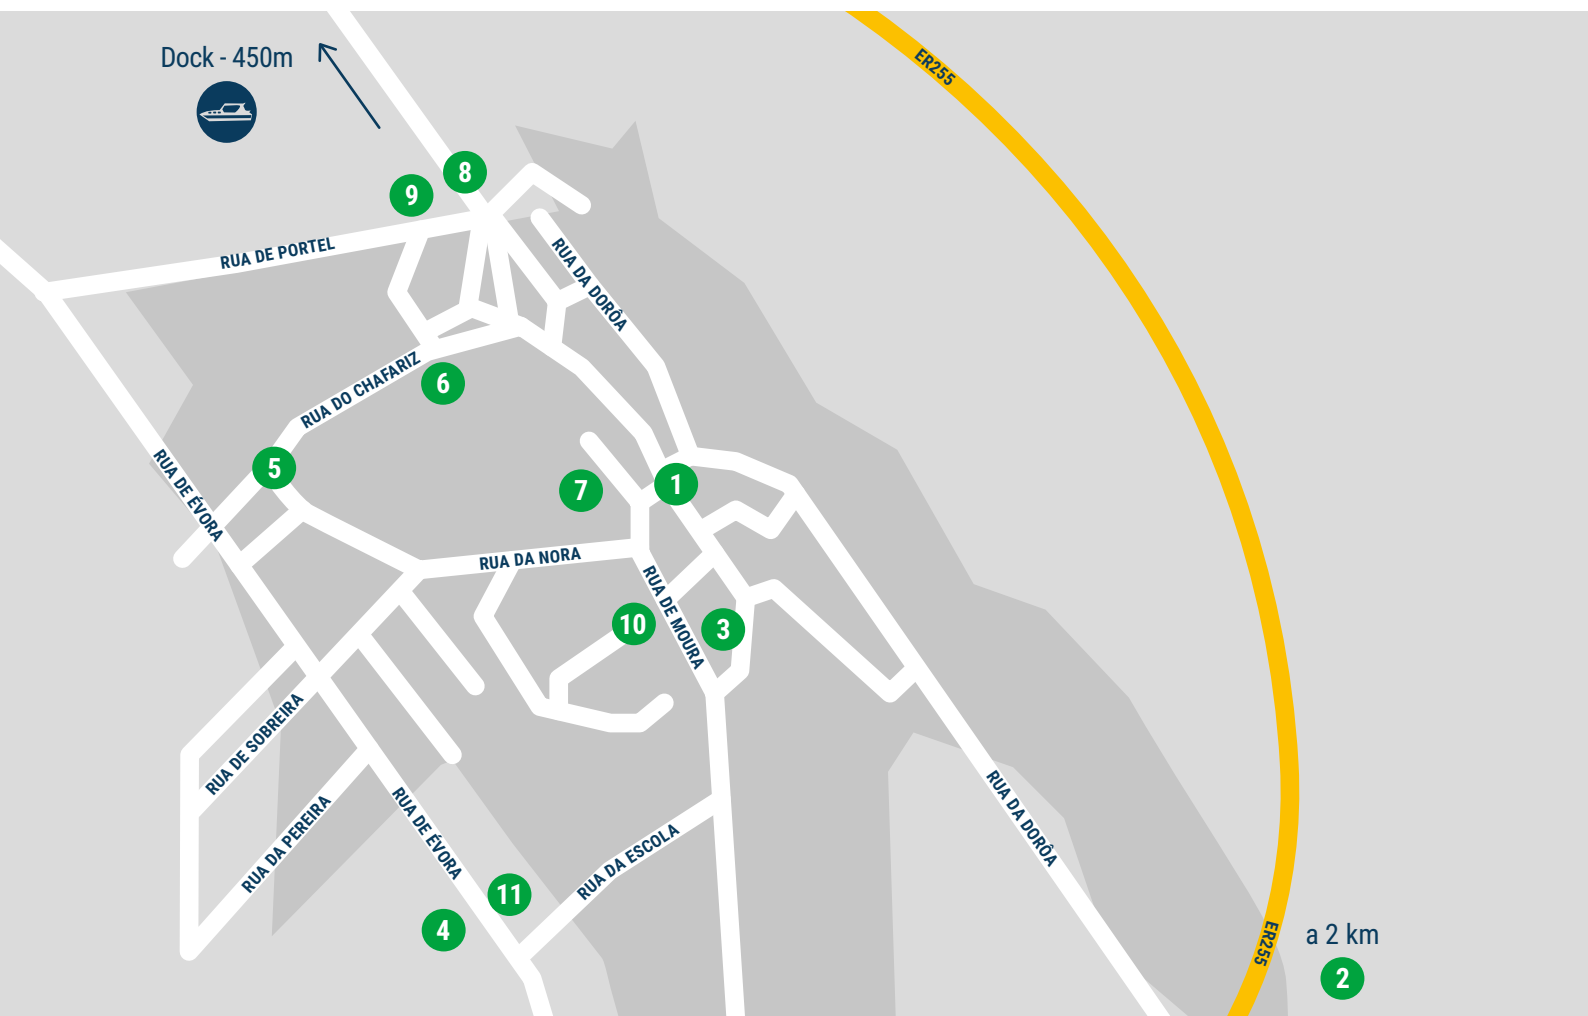 Dock - 450m
ER255
8
9
RUA DE PORTEL
RUA DA DORÔA
RUA DO CHAFARIZ
6
5
RUA DE ÉVORA
7
1
RUA DA NORA
RUA DE MOURA
10
3
RUA DE SOBREIRA
RUA DA PEREIRA
RUA DE ÉVORA
RUA DA ESCOLA
RUA DA DORÔA
11
4
ER255
a 2 km
2